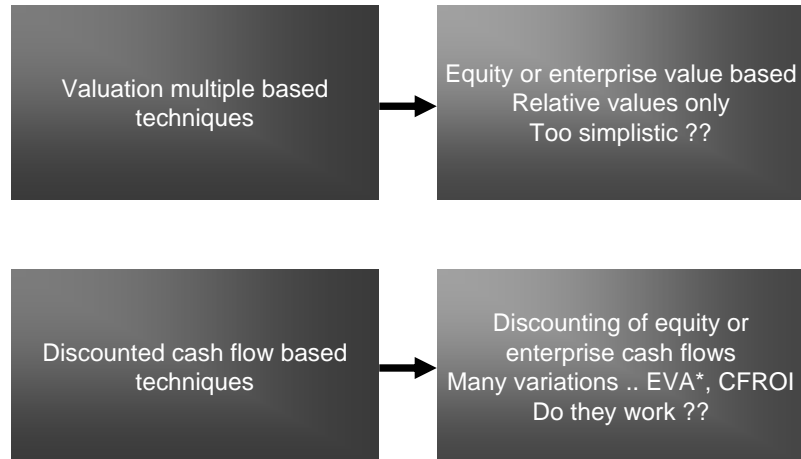 Valuation multiple based
techniques
Equity or enterprise value based
Relative values only
Too simplistic ??
Discounted cash flow based
techniques
Discounting of equity or
enterprise cash flows
Many variations .. EVA*, CFROI
Do they work ??